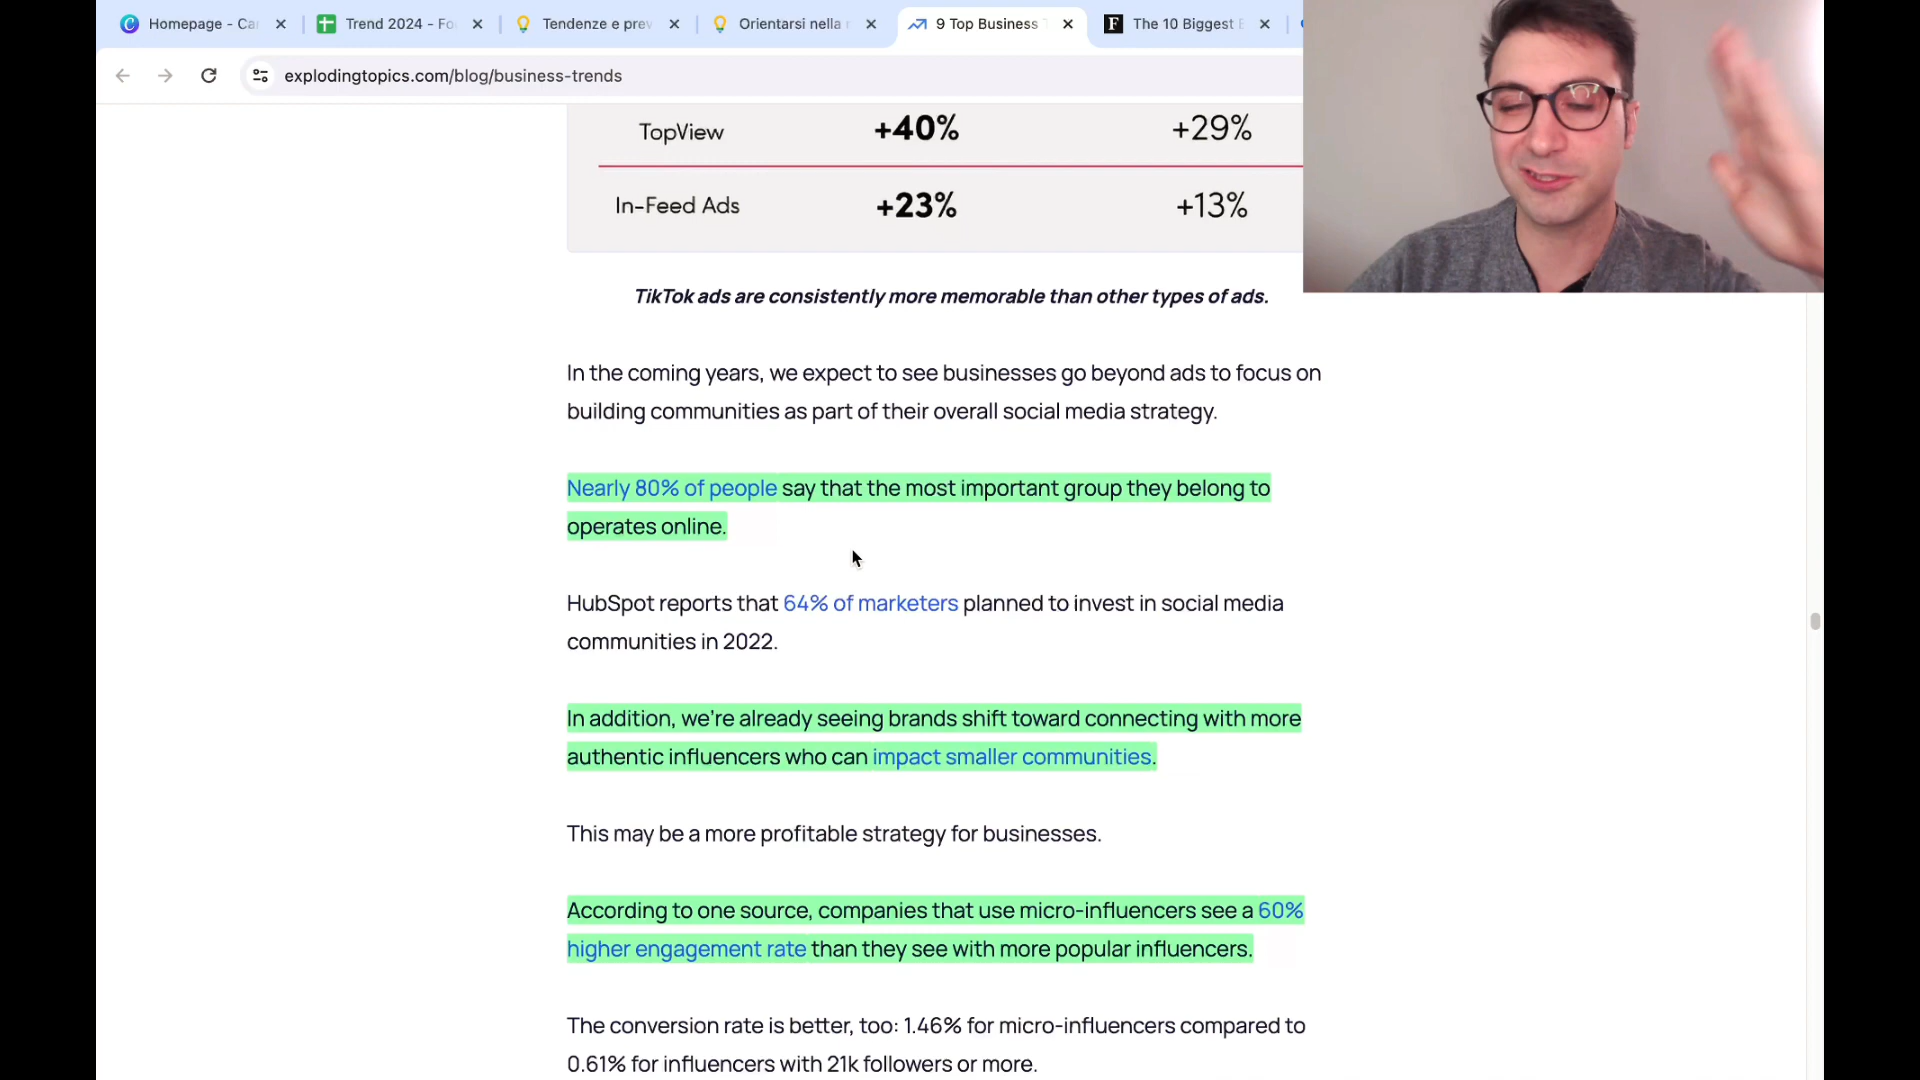 Homepage - Ca
Trend 2024 - Fo
Tendenze e prev
Orientarsi nella
9 Top Business
The 10 Biggest
explodingtopics.com/blog/business-trends
TopView +40% +29%
In-Feed Ads +23% +13%
TikTok ads are consistently more memorable than other types of ads.
In the coming years, we expect to see businesses go beyond ads to focus on
building communities as part of their overall social media strategy.
Nearly 80% of people say that the most important group they belong to
operates online.
HubSpot reports that 64% of marketers planned to invest in social media
communities in 2022.
In addition, we're already seeing brands shift toward connecting with more
authentic influencers who can impact smaller communities.
This may be a more profitable strategy for businesses.
According to one source, companies that use micro-influencers see a 60%
higher engagement rate than they see with more popular influencers.
The conversion rate is better, too: 1.46% for micro-influencers compared to
0.61% for influencers with 21k followers or more.